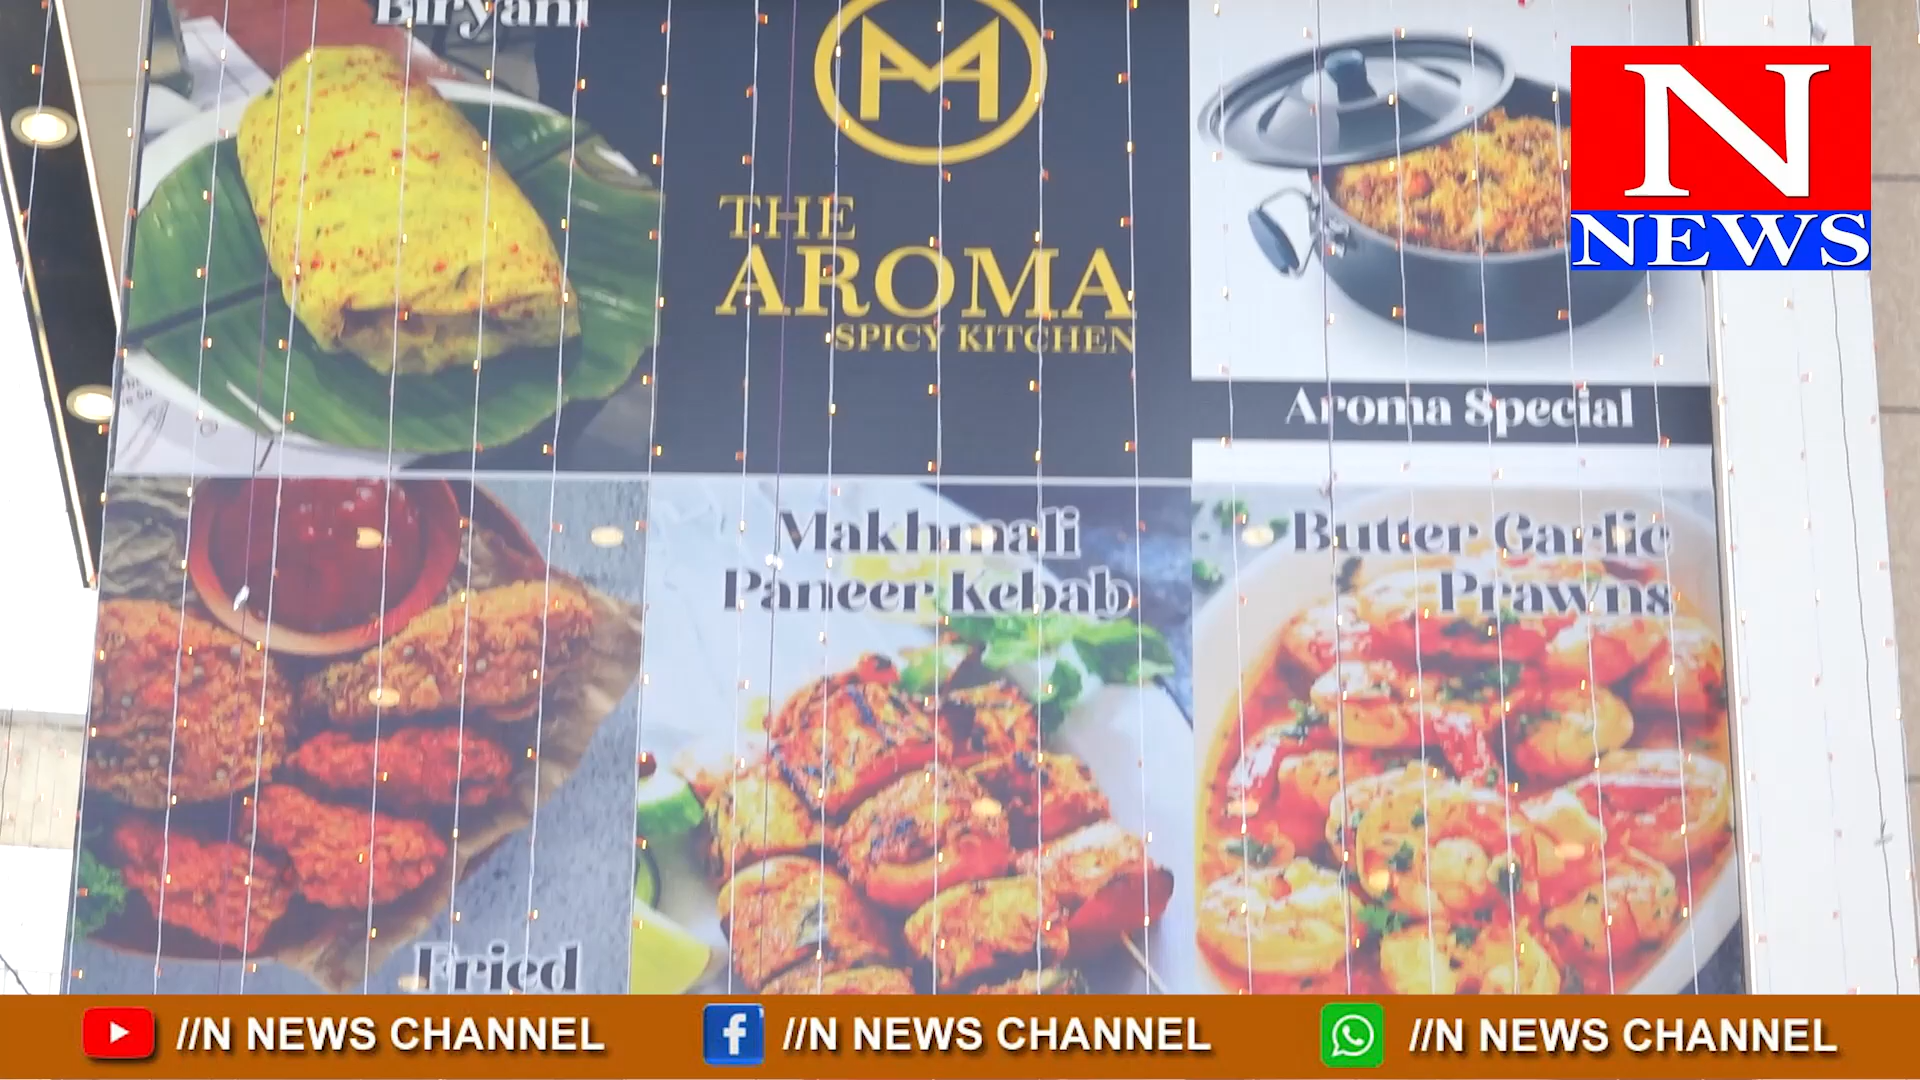 Biryani
THE
AROMA
SPICY KITCHEN
N
NEWS
Aroma Special
Makhmali
Paneer Kebab
Butter Garlic
Prawns
Fried
//N NEWS CHANNEL
//N NEWS CHANNEL
//N NEWS CHANNEL